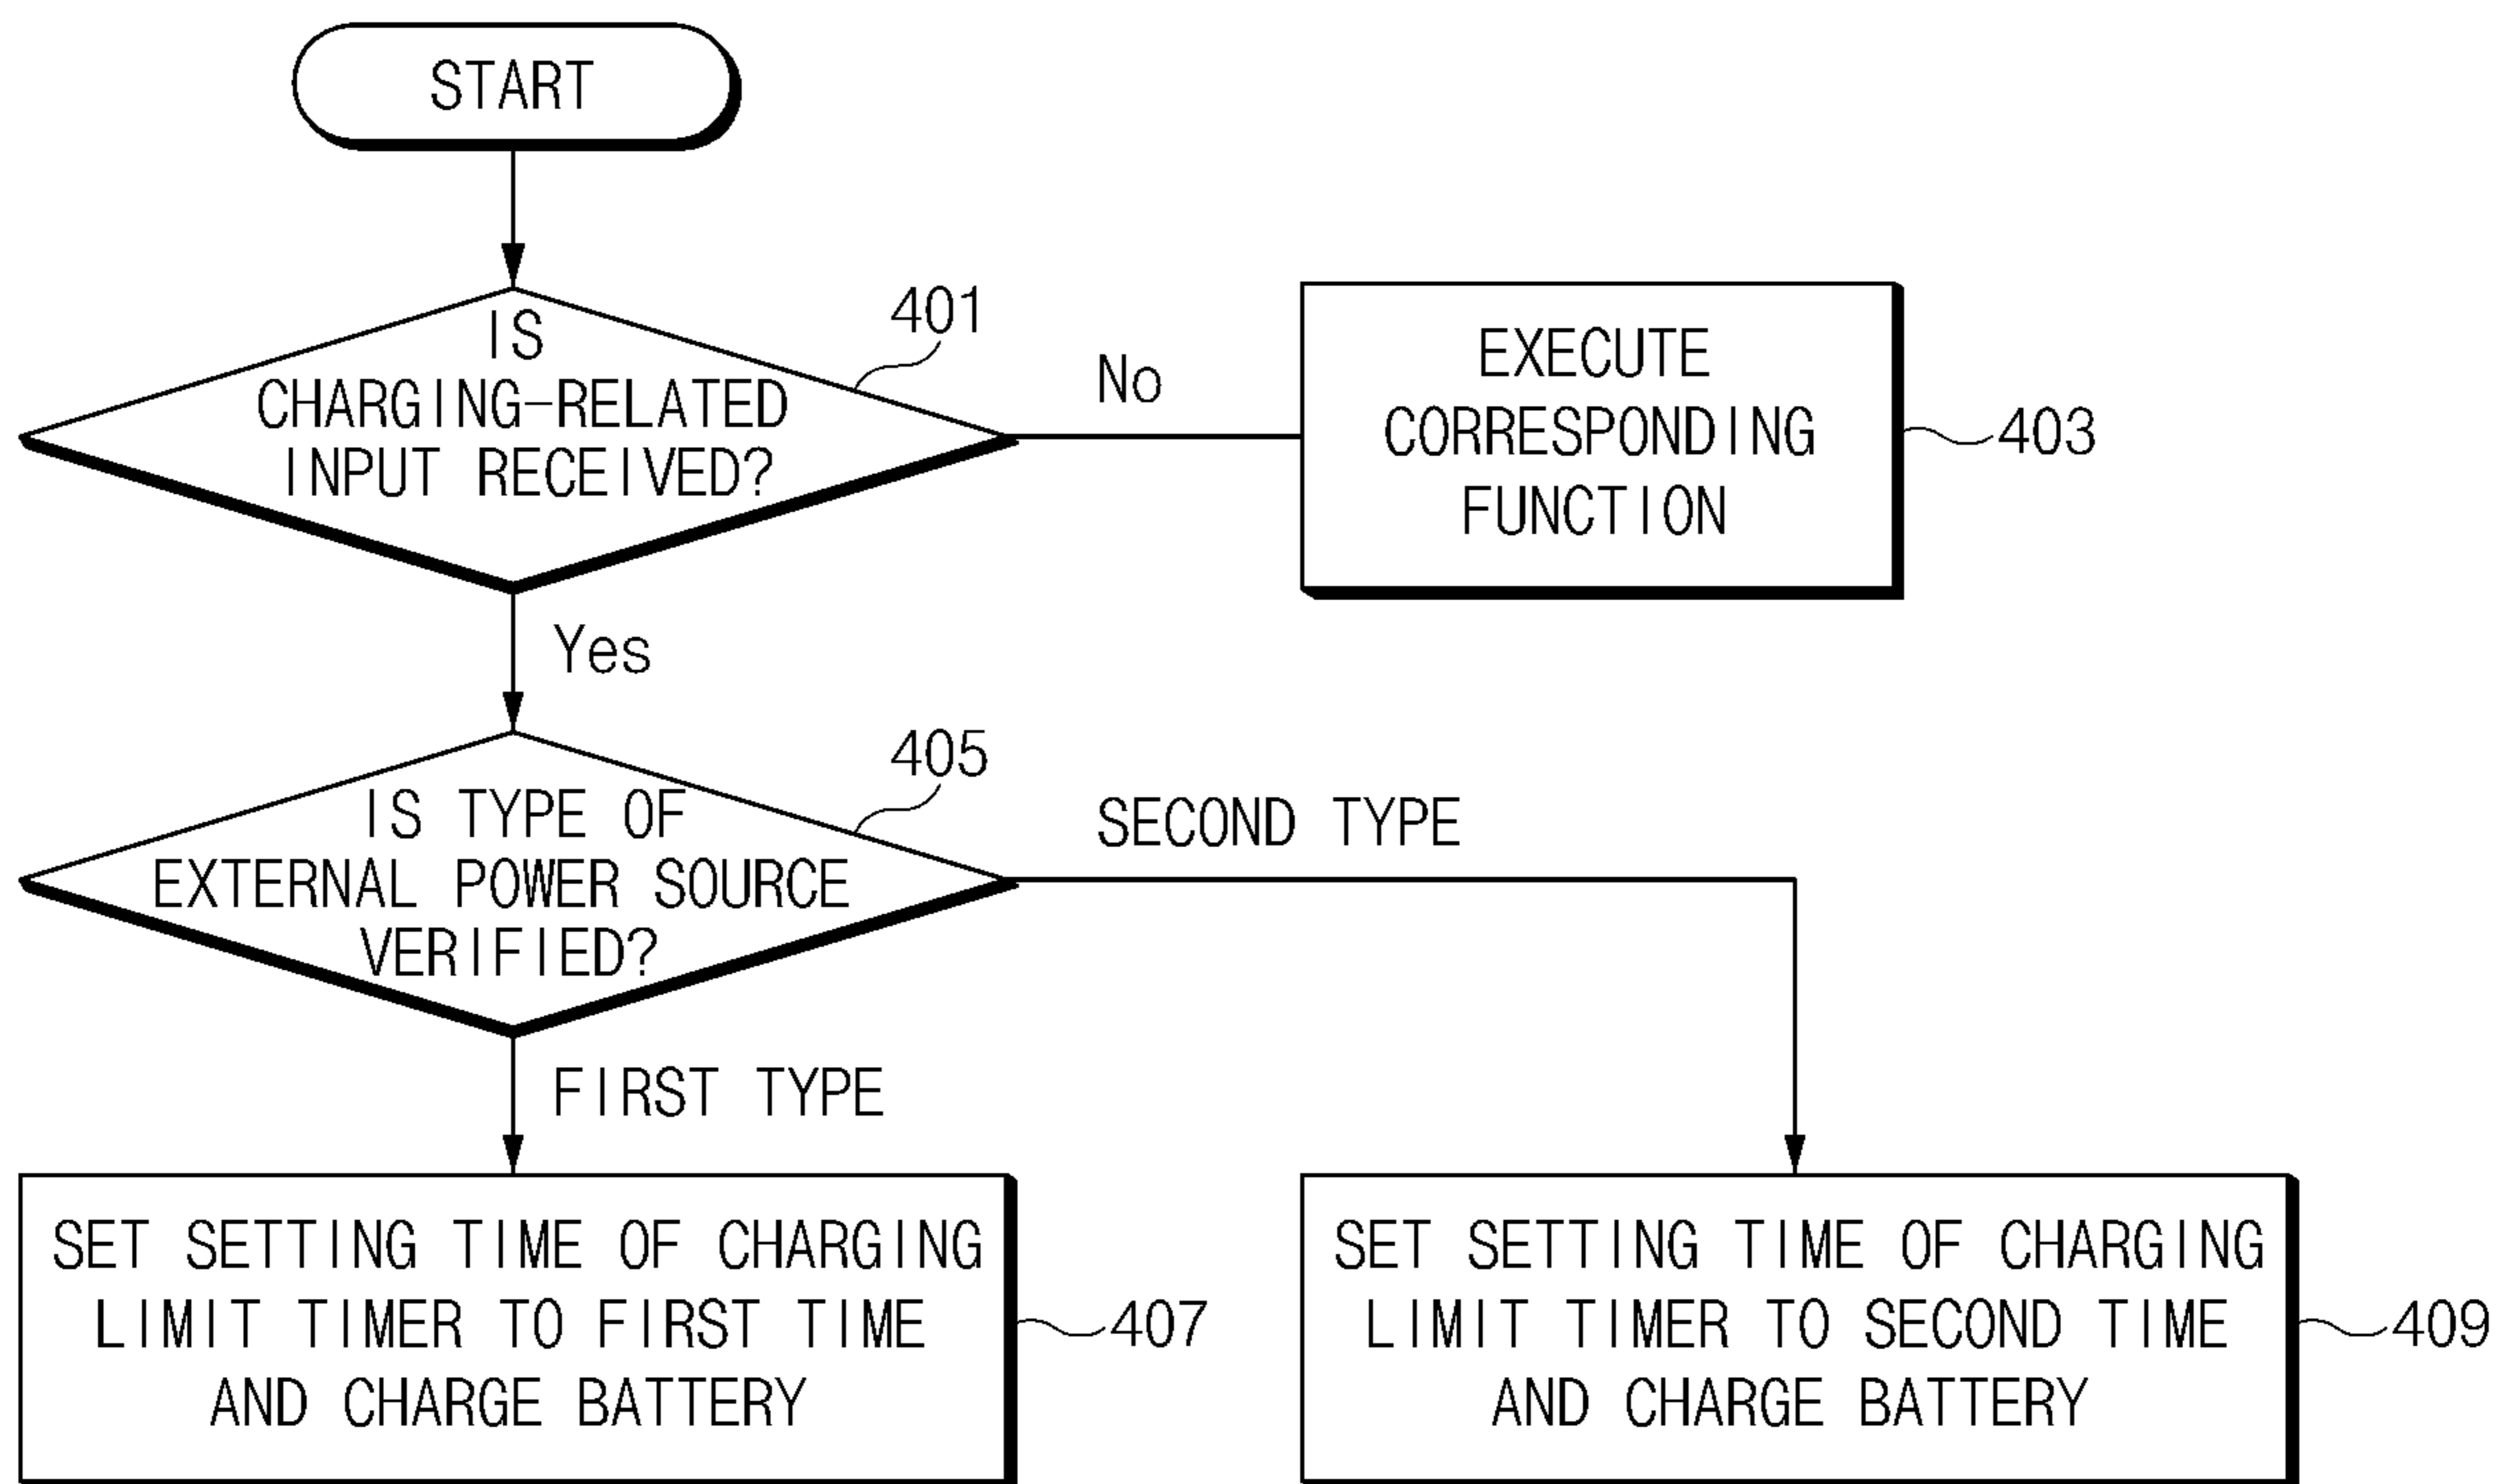 START
IS
CHARGING-RELATED
INPUT RECEIVED?
401
No
EXECUTE
CORRESPONDING
FUNCTION
403
Yes
IS TYPE OF
EXTERNAL POWER SOURCE
VERIFIED?
405
SECOND TYPE
FIRST TYPE
SET SETTING TIME OF CHARGING
LIMIT TIMER TO FIRST TIME
AND CHARGE BATTERY
407
SET SETTING TIME OF CHARGING
LIMIT TIMER TO SECOND TIME
AND CHARGE BATTERY
409